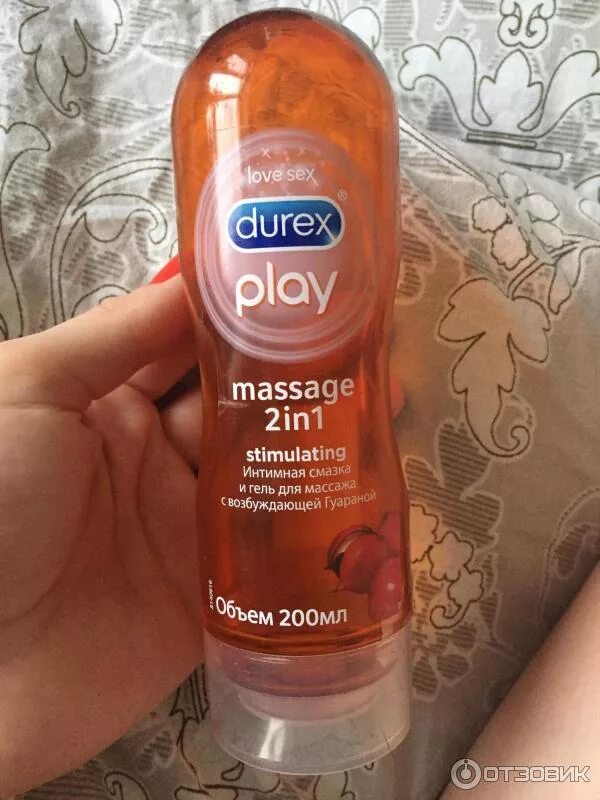 love sex
durex®
play
massage
2in1
stimulating
Интимная смазка
и гель для массажа
с возбуждающей Гуараной
Объем 200мл
ОТЗОВИК